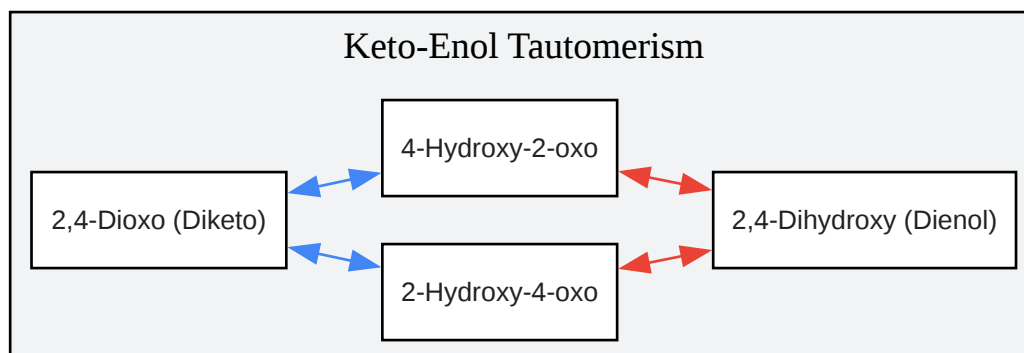 Keto-Enol Tautomerism
4-Hydroxy-2-oxo
2,4-Dioxo (Diketo)
2,4-Dihydroxy (Dienol)
2-Hydroxy-4-oxo